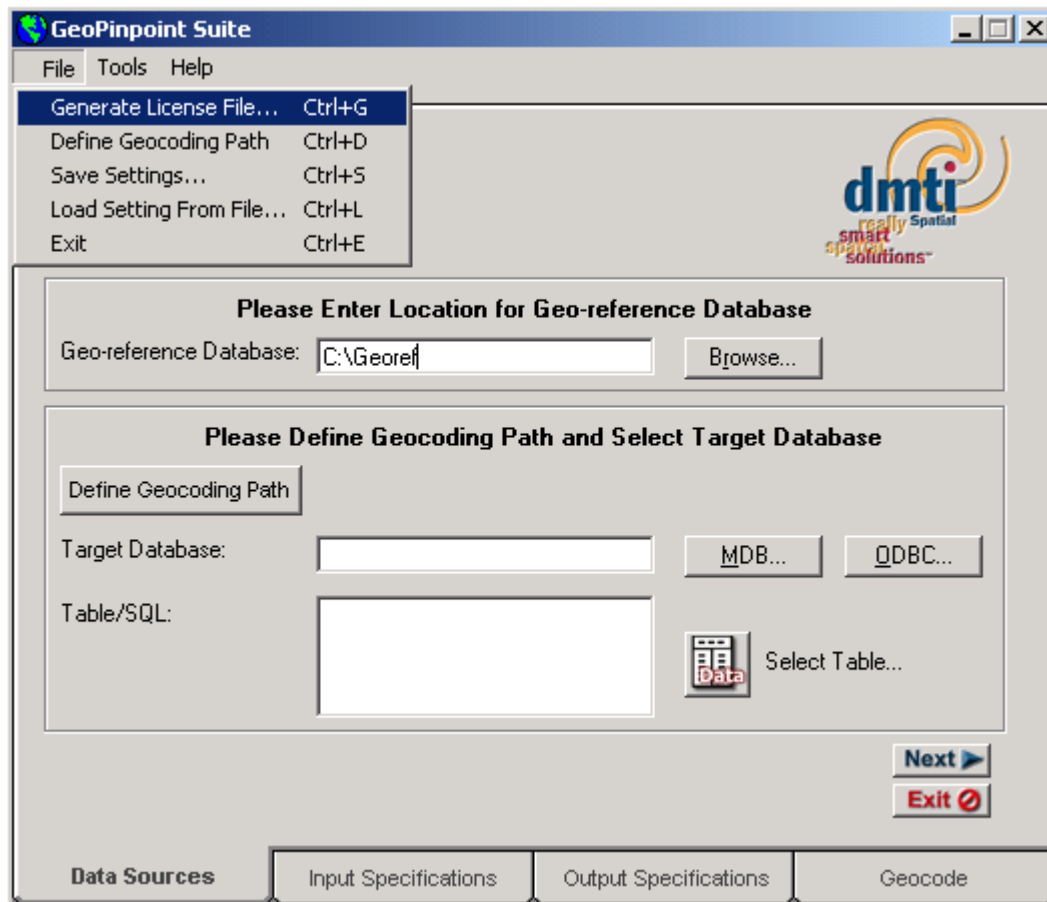 GeoPinpoint Suite
File Tools Help
Generate License File... Ctrl+G
Define Geocoding Path Ctrl+D
Save Settings... Ctrl+S
Load Setting From File... Ctrl+L
Exit Ctrl+E
dmti
really Spatial
smart
spatial
solutions™
Please Enter Location for Geo-reference Database
Geo-reference Database: C:\Georef Browse...
Please Define Geocoding Path and Select Target Database
Define Geocoding Path
Target Database: MDB... ODBC...
Table/SQL:
Data Select Table...
Next
Exit
Data Sources Input Specifications Output Specifications Geocode